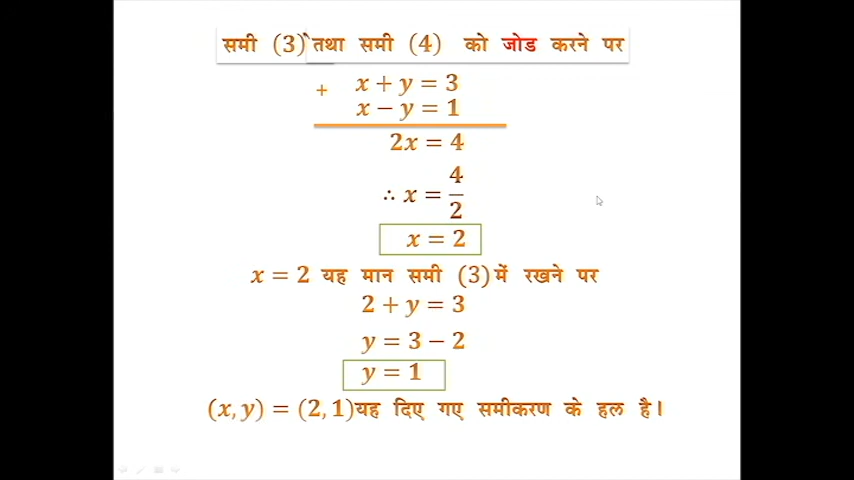 समी (3) तथा समी (4) को जोड करने पर
+ x + y = 3
x − y = 1
2x = 4
∴ x = 4/2
x = 2
x = 2 यह मान समी (3) में रखने पर
2 + y = 3
y = 3 − 2
y = 1
(x, y) = (2, 1) यह दिए गए समीकरण के हल है।